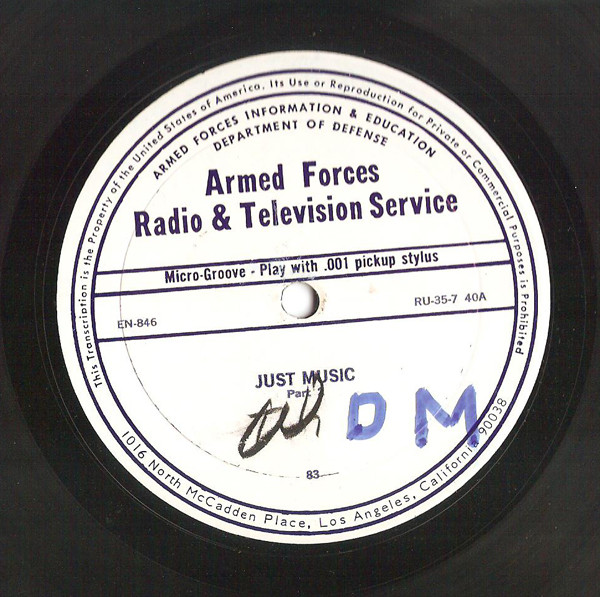 This Transcription is the Property of the United States of America. Its Use or Reproduction for Private or Commercial Purposes is Prohibited
ARMED FORCES INFORMATION & EDUCATION
DEPARTMENT OF DEFENSE
Armed Forces
Radio & Television Service
Micro-Groove - Play with .001 pickup stylus
EN-846
RU-35-7 40A
JUST MUSIC
Part
D M
83
1016 North McCadden Place, Los Angeles, California 90038